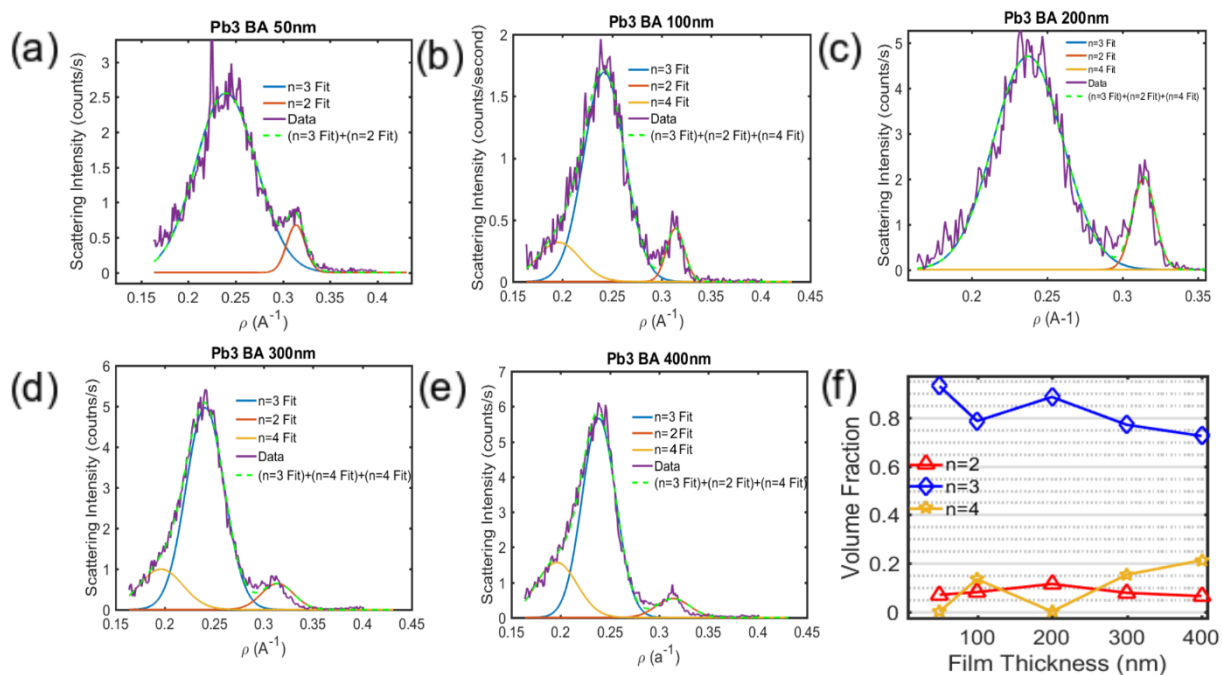 (a)
Pb3 BA 50nm
Scattering Intensity (counts/s)
3
2.5
2
1.5
1
0.5
0
n=3 Fit
n=2 Fit
Data
(n=3 Fit)+(n=2 Fit)
0.15 0.2 0.25 0.3 0.35 0.4
ρ (A⁻¹)
(b)
Pb3 BA 100nm
Scattering Intensity (counts/second)
2
1.5
1
0.5
0
n=3 Fit
n=2 Fit
n=4 Fit
Data
(n=3 Fit)+(n=2 Fit)+(n=4 Fit)
0.15 0.2 0.25 0.3 0.35 0.4 0.45
ρ (A⁻¹)
(c)
Pb3 BA 200nm
Scattering Intensity (counts/s)
5
4
3
2
1
0
n=3 Fit
n=2 Fit
n=4 Fit
Data
(n=3 Fit)+(n=2 Fit)+(n=4 Fit)
0.2 0.25 0.3 0.35
ρ (A-1)
(d)
Pb3 BA 300nm
Scattering Intensity (coutns/s)
6
5
4
3
2
1
0
n=3 Fit
n=2 Fit
n=4 Fit
Data
(n=3 Fit)+(n=4 Fit)+(n=4 Fit)
0.15 0.2 0.25 0.3 0.35 0.4 0.45
ρ (A⁻¹)
(e)
Pb3 BA 400nm
Scattering Intensity (counts/s)
7
6
5
4
3
2
1
0
n=3 Fit
n=2 Fit
n=4 Fit
Data
(n=3 Fit)+(n=2 Fit)+(n=4 Fit)
0.15 0.2 0.25 0.3 0.35 0.4 0.45
ρ (a⁻¹)
(f)
Volume Fraction
0.8
0.6
0.4
0.2
0
n=2
n=3
n=4
100 200 300 400
Film Thickness (nm)